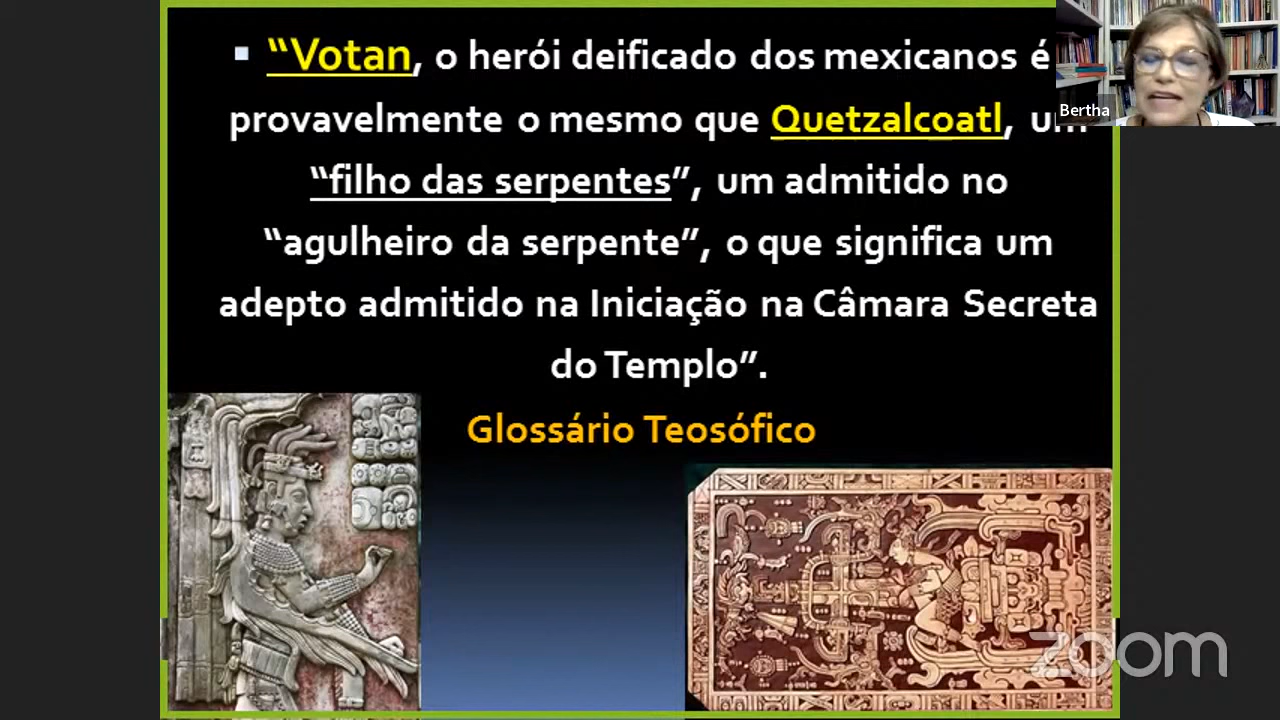 “Votan, o herói deificado dos mexicanos é
provavelmente o mesmo que Quetzalcoatl, um
“filho das serpentes”, um admitido no
“agulheiro da serpente”, o que significa um
adepto admitido na Iniciação na Câmara Secreta
do Templo”.
Glossário Teosófico
Bertha
zoom